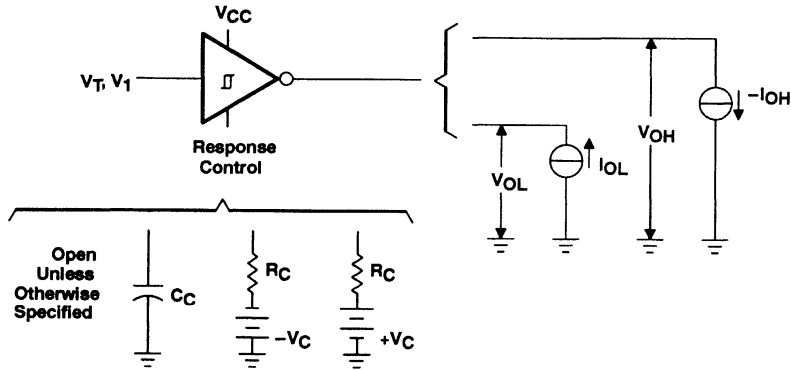 VCC
VT, V1
Response
Control
-IOH
VOH
IOL
VOL
Open
Unless
Otherwise
Specified
CC
RC
-VC
RC
+VC